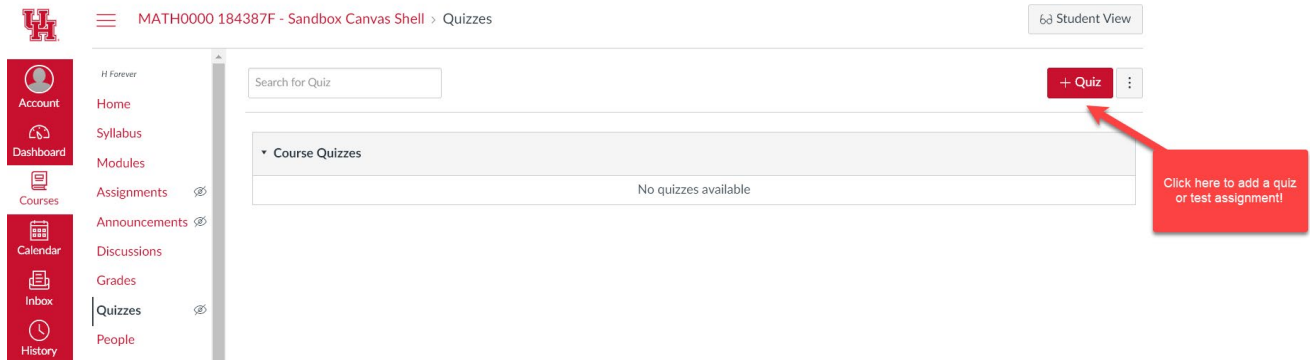 UH
MATH0000 184387F - Sandbox Canvas Shell › Quizzes
Student View
Account
Dashboard
Courses
Calendar
Inbox
History
H Forever
Home
Syllabus
Modules
Assignments
Announcements
Discussions
Grades
Quizzes
People
Search for Quiz
+ Quiz
Course Quizzes
No quizzes available
Click here to add a quiz
or test assignment!